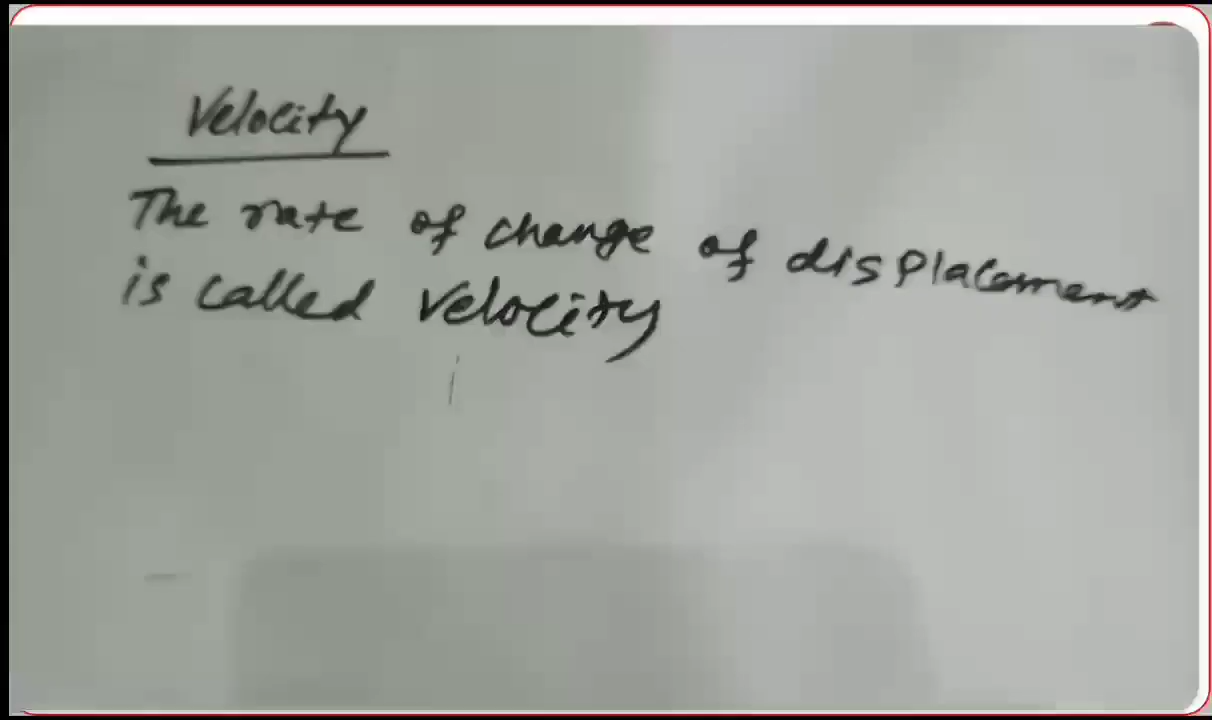 Velocity
The rate of change of displacement
is called velocity